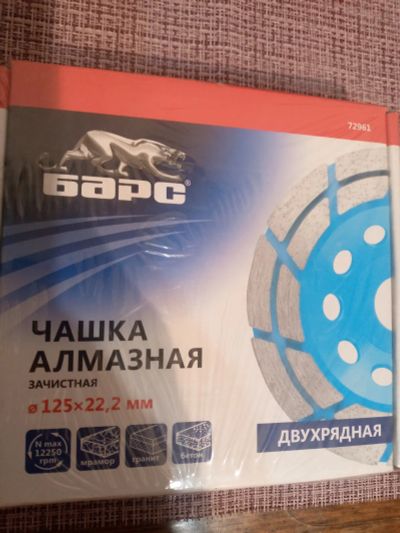 72961
БАРС®
ЧАШКА
АЛМАЗНАЯ
ЗАЧИСТНАЯ
ø 125×22,2 мм
N max
12250
rpm
мрамор
гранит
бетон
ДВУХРЯДНАЯ